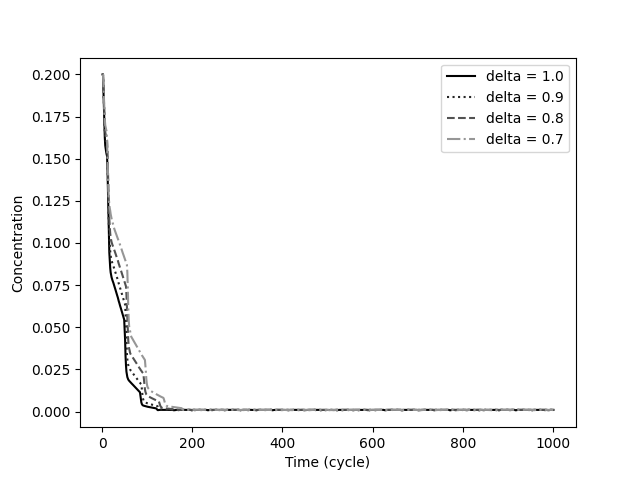 0.200
0.175
0.150
0.125
0.100
0.075
0.050
0.025
0.000
Concentration
delta = 1.0
delta = 0.9
delta = 0.8
delta = 0.7
0 200 400 600 800 1000
Time (cycle)